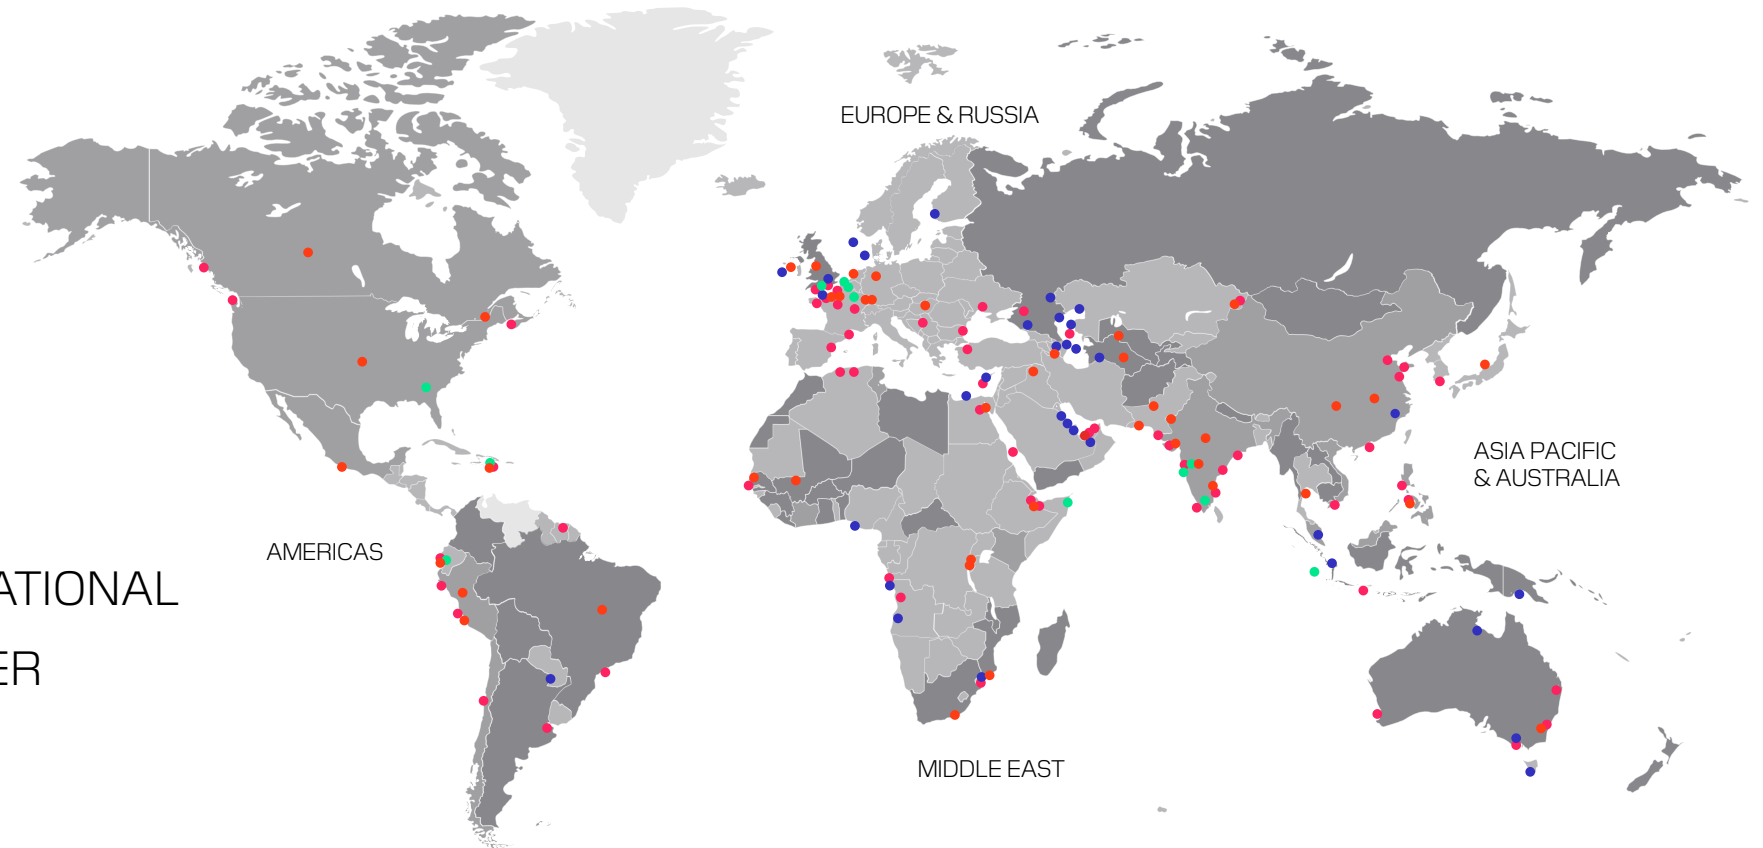 EUROPE & RUSSIA
ASIA PACIFIC
& AUSTRALIA
AMERICAS
ATIONAL
ER
MIDDLE EAST